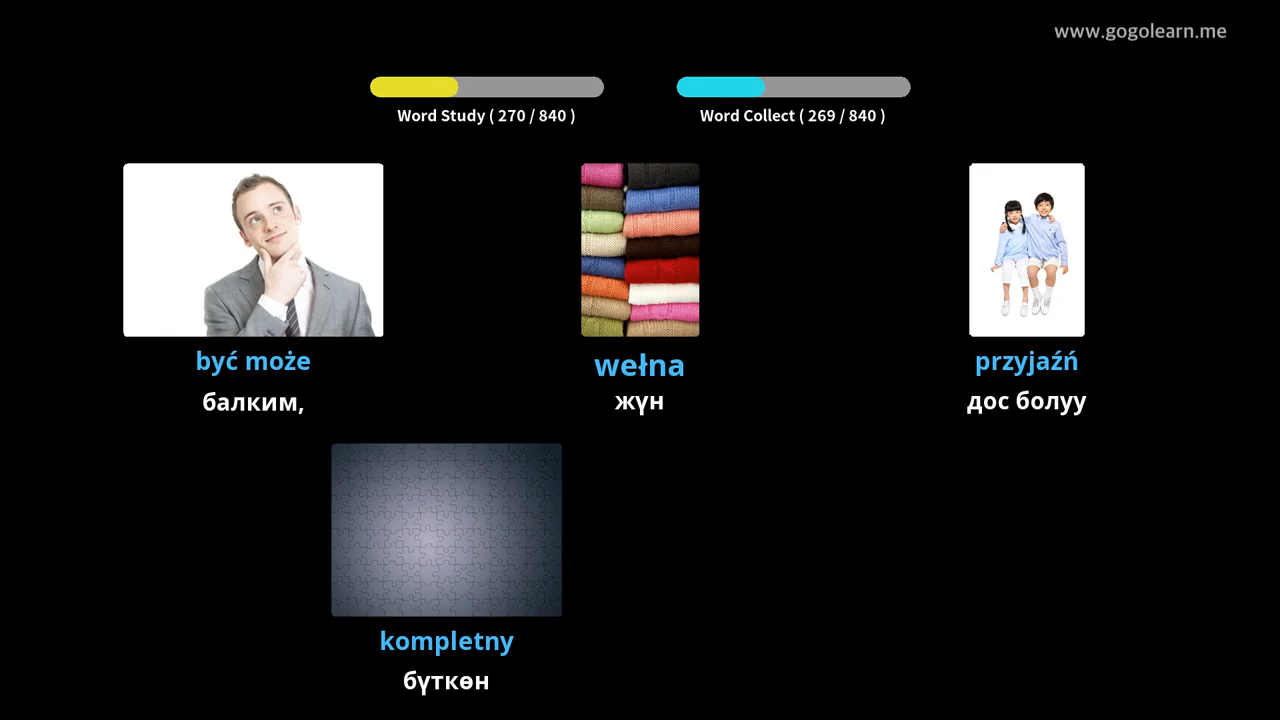 www.gogolearn.me
Word Study ( 270 / 840 )
Word Collect ( 269 / 840 )
być może
балким,
wełna
жүн
przyjaźń
дос болуу
kompletny
бүткөн